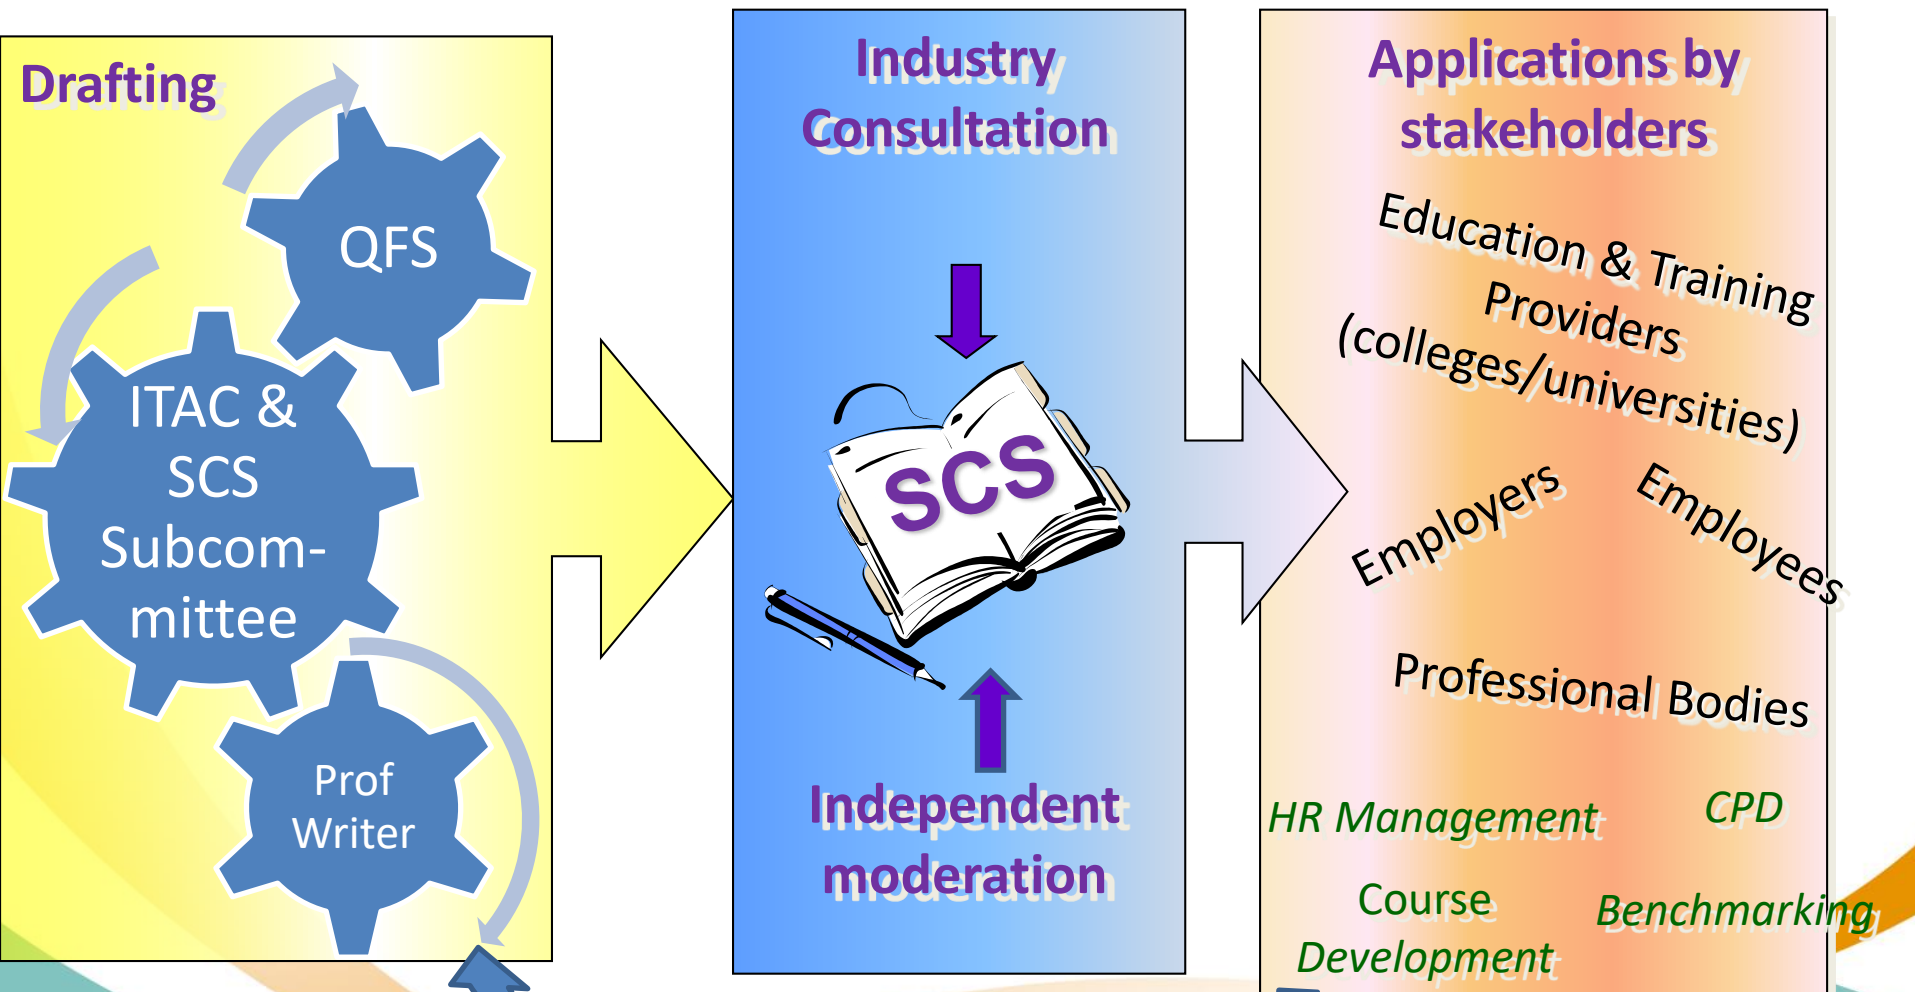 Drafting
QFS
ITAC &
SCS
Subcom-
mittee
Prof
Writer
Industry
Consultation
SCS
Independent
moderation
Applications by
stakeholders
Education & Training
Providers
(colleges/universities)
Employers
Employees
Professional Bodies
HR Management
CPD
Course
Development
Benchmarking